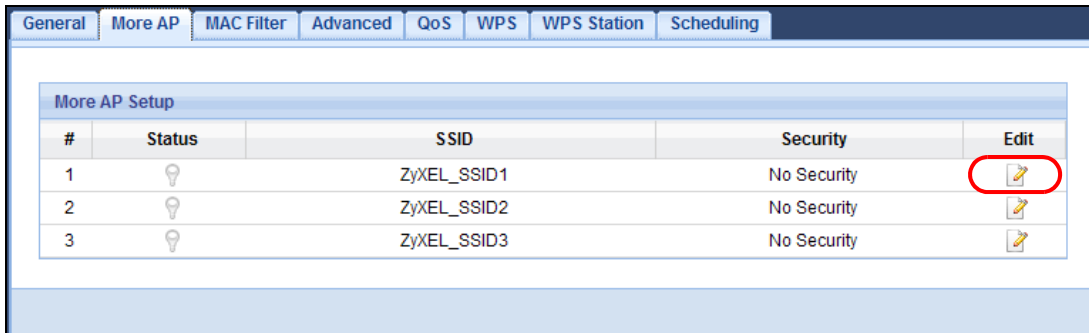 General More AP MAC Filter Advanced QoS WPS WPS Station Scheduling
More AP Setup
# Status SSID Security Edit
1 ZyXEL_SSID1 No Security
2 ZyXEL_SSID2 No Security
3 ZyXEL_SSID3 No Security